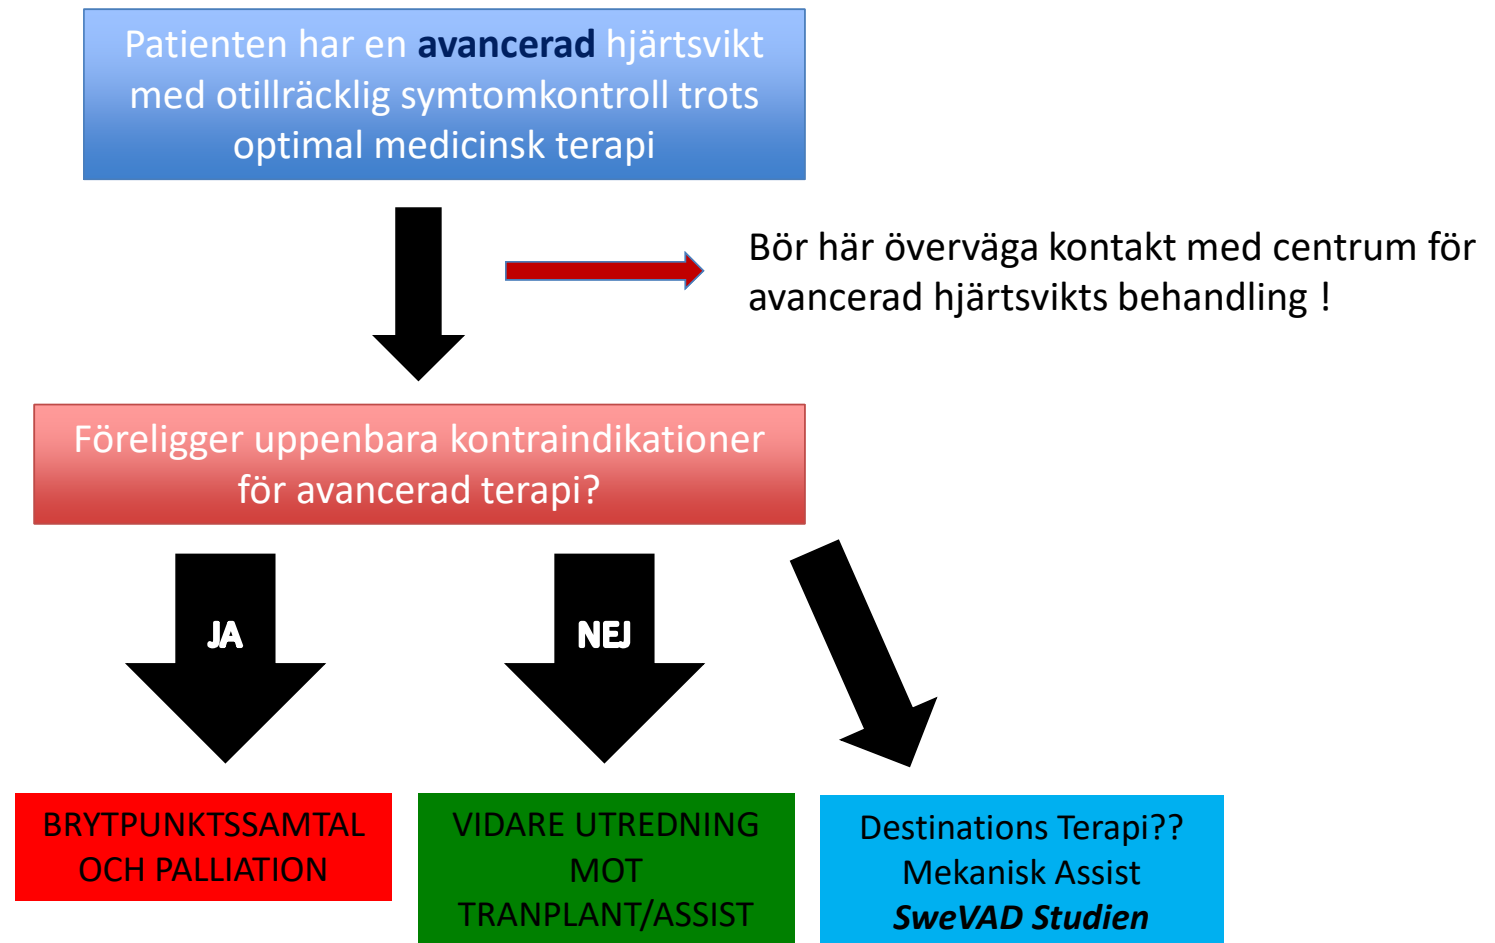 Patienten har en avancerad hjärtsvikt
med otillräcklig symtomkontroll trots
optimal medicinsk terapi
Bör här överväga kontakt med centrum för
avancerad hjärtsvikts behandling !
Föreligger uppenbara kontraindikationer
för avancerad terapi?
JA
NEJ
BRYTPUNKTSSAMTAL
OCH PALLIATION
VIDARE UTREDNING
MOT
TRANPLANT/ASSIST
Destinations Terapi??
Mekanisk Assist
SweVAD Studien